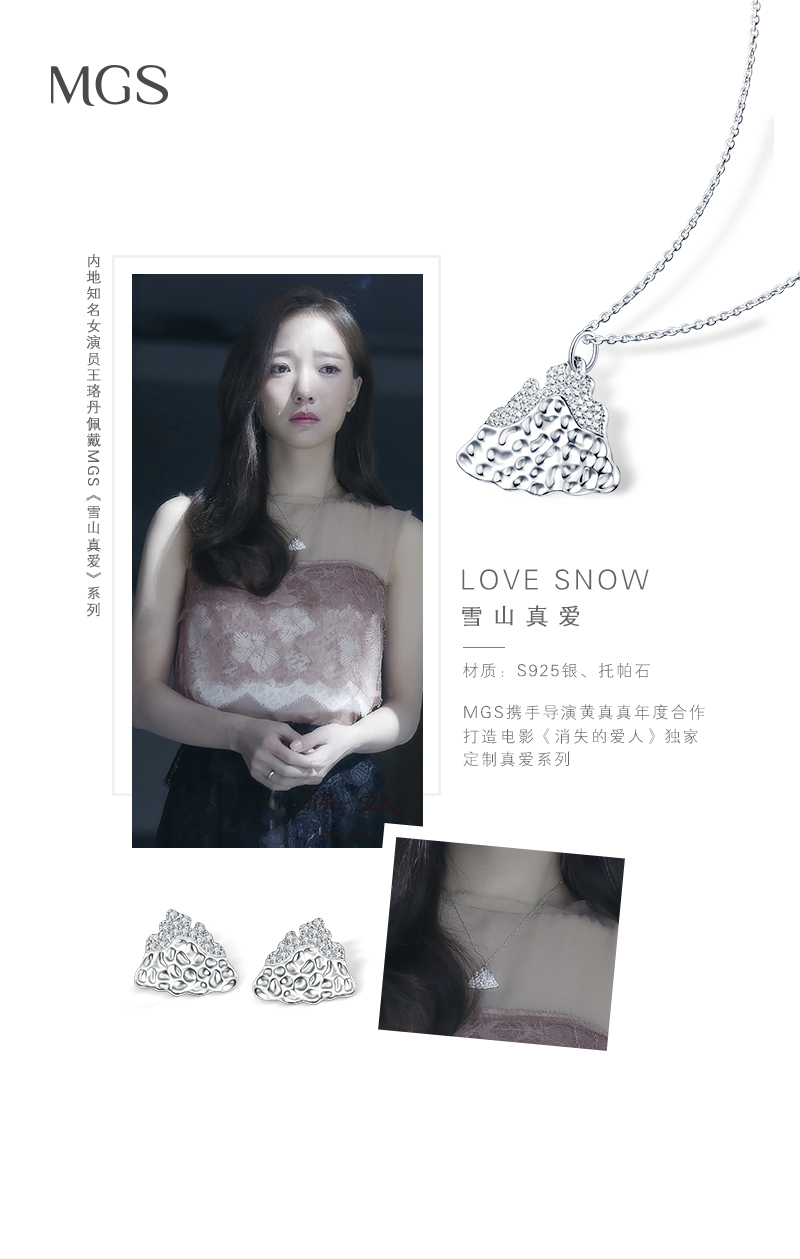 MGS
内地知名女演员王珞丹佩戴MGS《雪山真爱》系列
LOVE SNOW
雪山真爱
材质：S925银、托帕石
MGS携手导演黄真真年度合作
打造电影《消失的爱人》独家
定制真爱系列